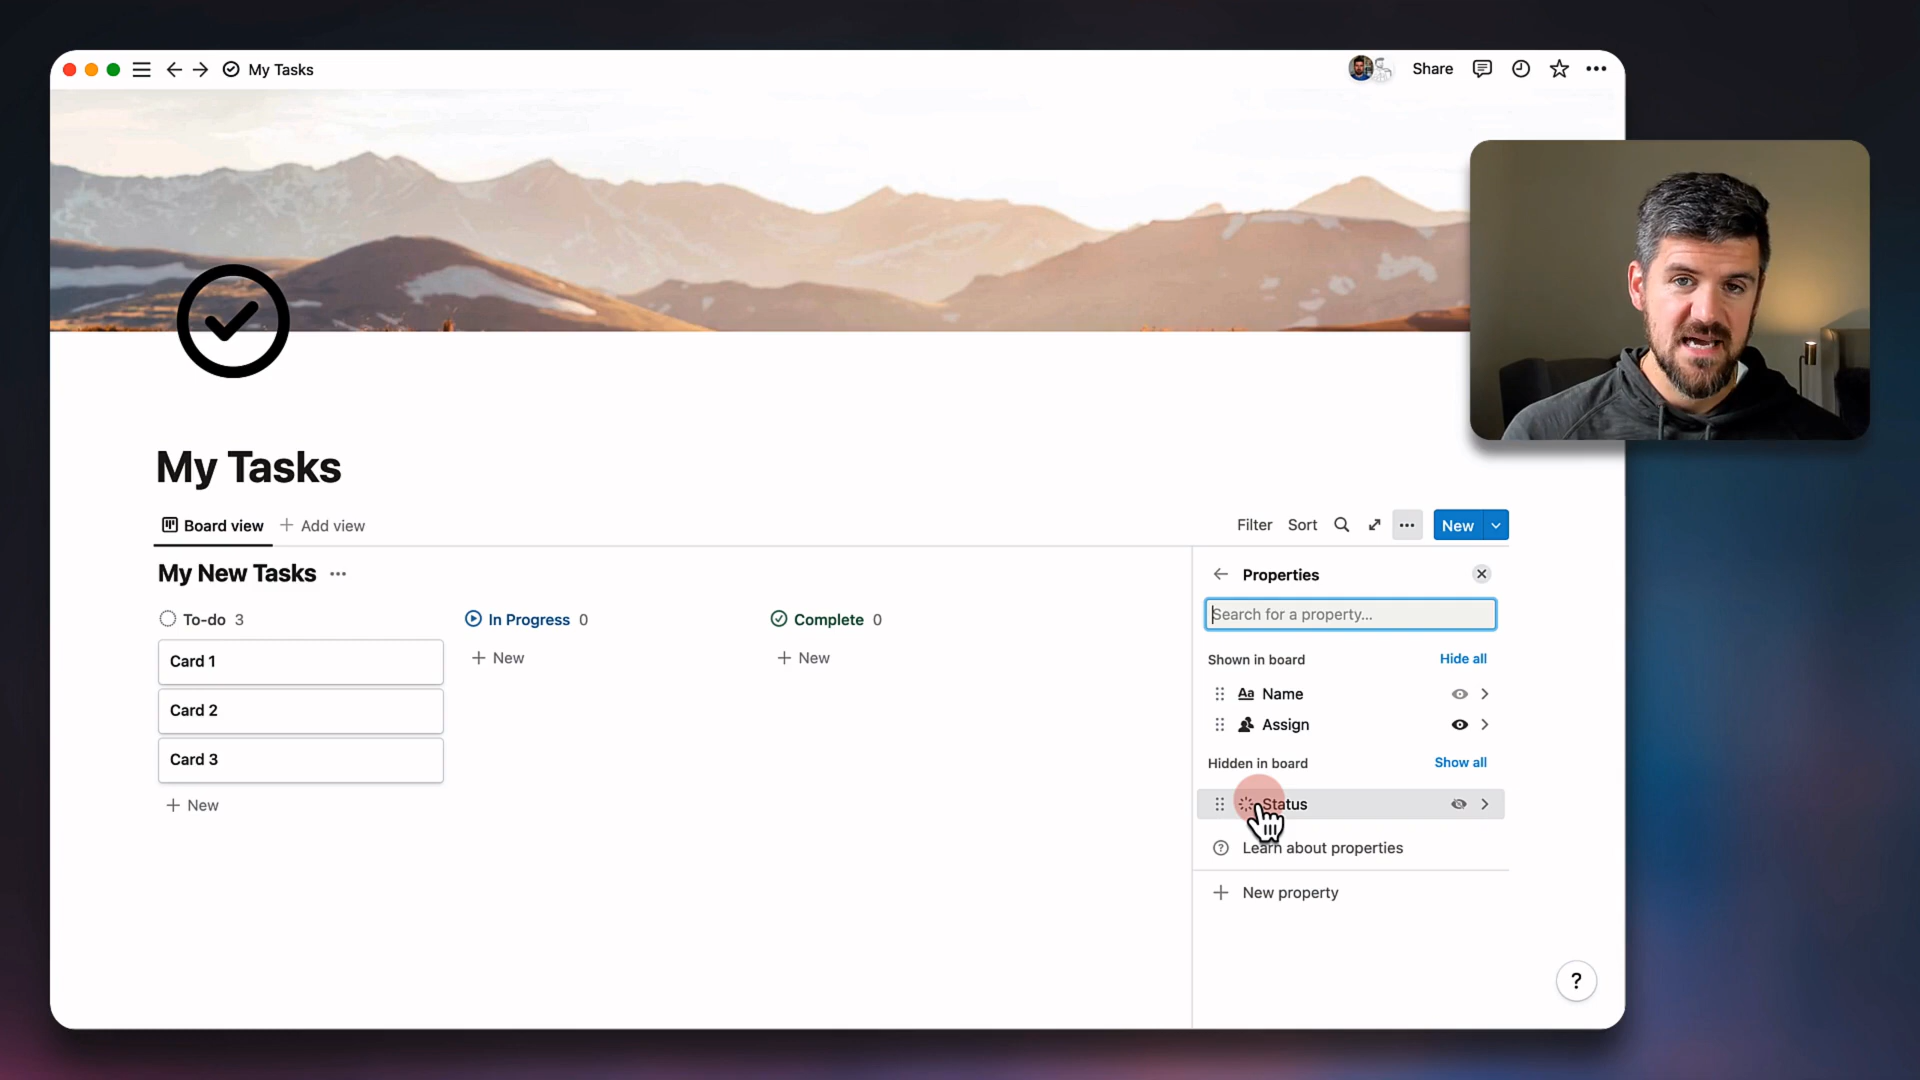 My Tasks
Share
My Tasks
Board view
Add view
Filter
Sort
New
My New Tasks
Properties
Search for a property...
To-do 3
In Progress 0
Complete 0
Card 1
Card 2
Card 3
New
New
New
Shown in board
Hide all
Aa Name
Assign
Hidden in board
Show all
Status
? Learn about properties
New property
?